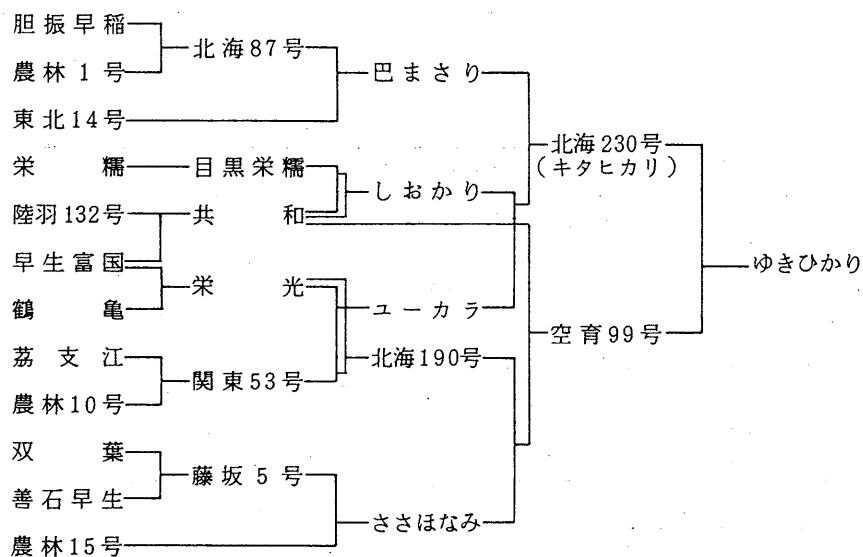 胆振早稲
農林1号
東北14号
栄糯
陸羽132号
早生富国
鶴亀
茘支江
農林10号
双葉
善石早生
農林15号
北海87号
目黒栄糯
共和
栄光
関東53号
藤坂5号
巴まさり
しおかり
ユーカラ
北海190号
ささほなみ
北海230号
(キタヒカリ)
空育99号
ゆきひかり